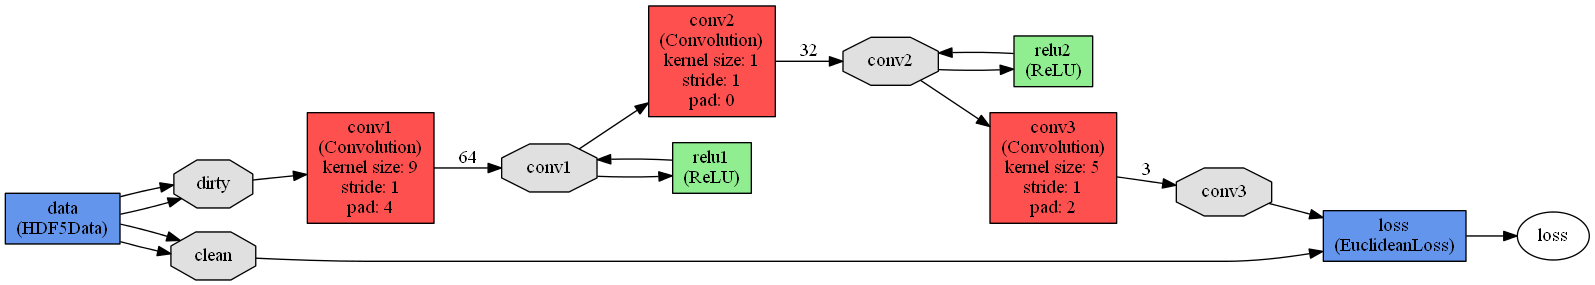 data
(HDF5Data)
dirty
clean
conv1
(Convolution)
kernel size: 9
stride: 1
pad: 4
64
conv1
relu1
(ReLU)
conv2
(Convolution)
kernel size: 1
stride: 1
pad: 0
32
conv2
relu2
(ReLU)
conv3
(Convolution)
kernel size: 5
stride: 1
pad: 2
3
conv3
loss
(EuclideanLoss)
loss